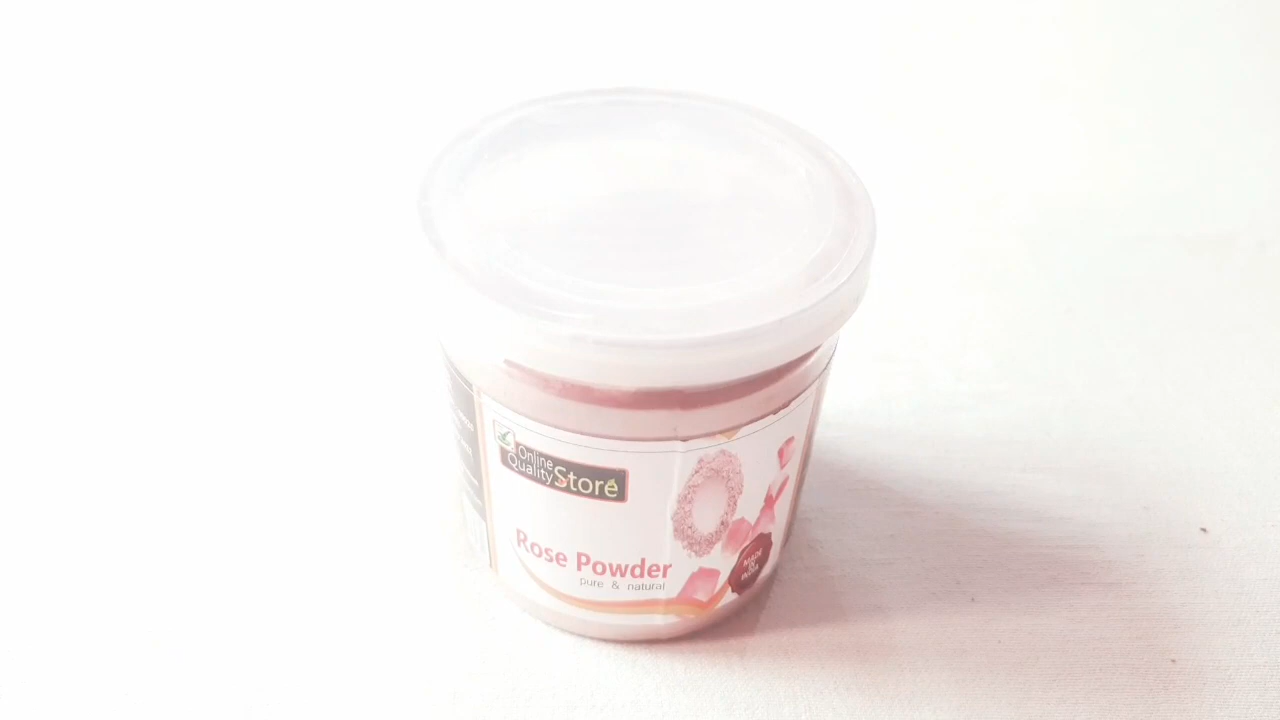 Online
Quality Store
Rose Powder
pure & natural
MADE
IN
INDIA